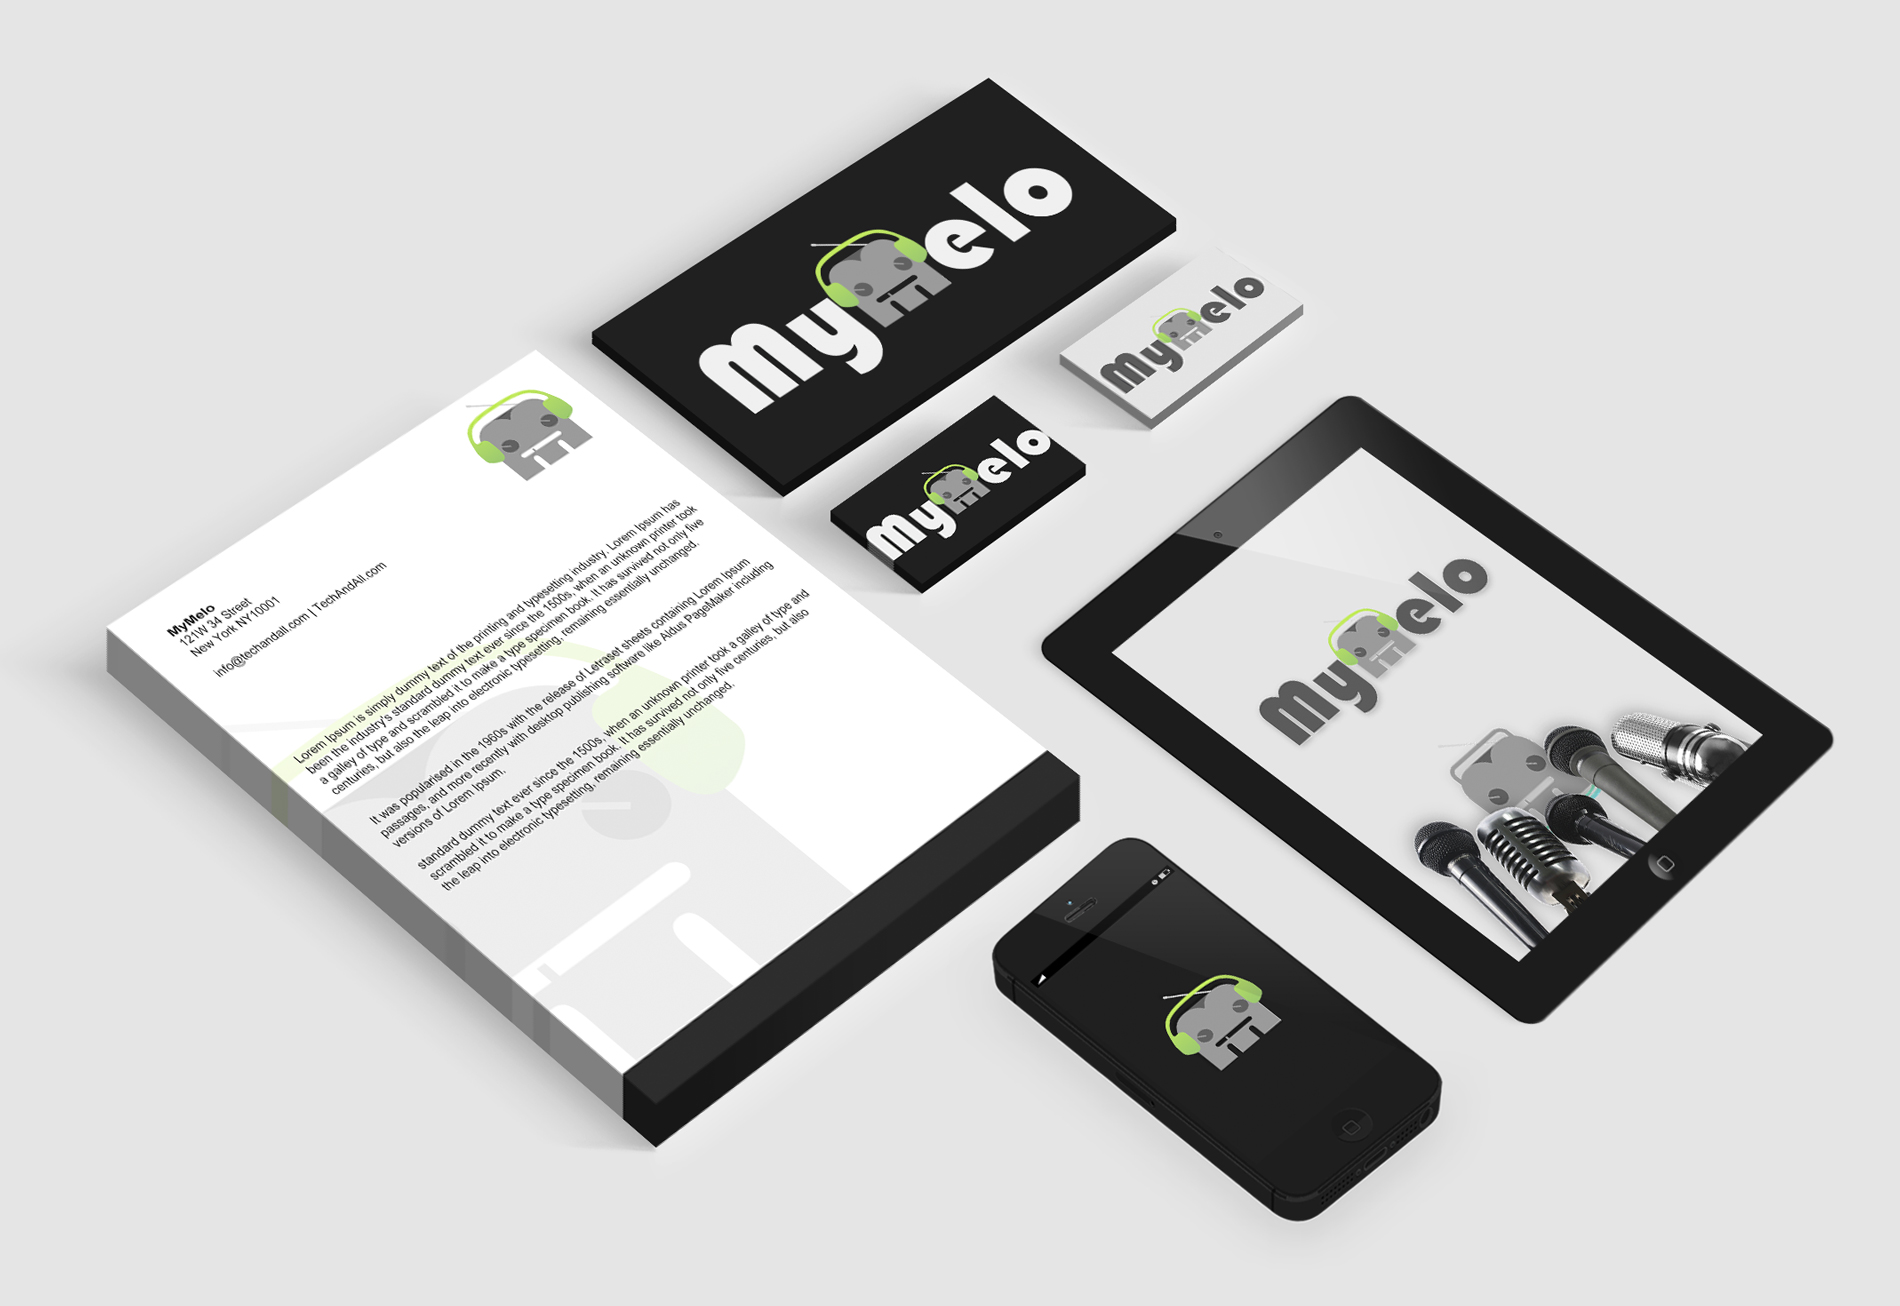 MyMelo
MyMelo
MyMelo
MyMelo
121W 34 Street
New York NY10001
info@techandall.com | TechAndAll.com
Lorem Ipsum is simply dummy text of the printing and typesetting industry. Lorem Ipsum has
been the industry's standard dummy text ever since the 1500s, when an unknown printer took
a galley of type and scrambled it to make a type specimen book. It has survived not only five
centuries, but also the leap into electronic typesetting, remaining essentially unchanged.
It was popularised in the 1960s with the release of Letraset sheets containing Lorem Ipsum
passages, and more recently with desktop publishing software like Aldus PageMaker including
versions of Lorem Ipsum.
standard dummy text ever since the 1500s, when an unknown printer took a galley of type and
scrambled it to make a type specimen book. It has survived not only five centuries, but also
the leap into electronic typesetting, remaining essentially unchanged.
MyMelo